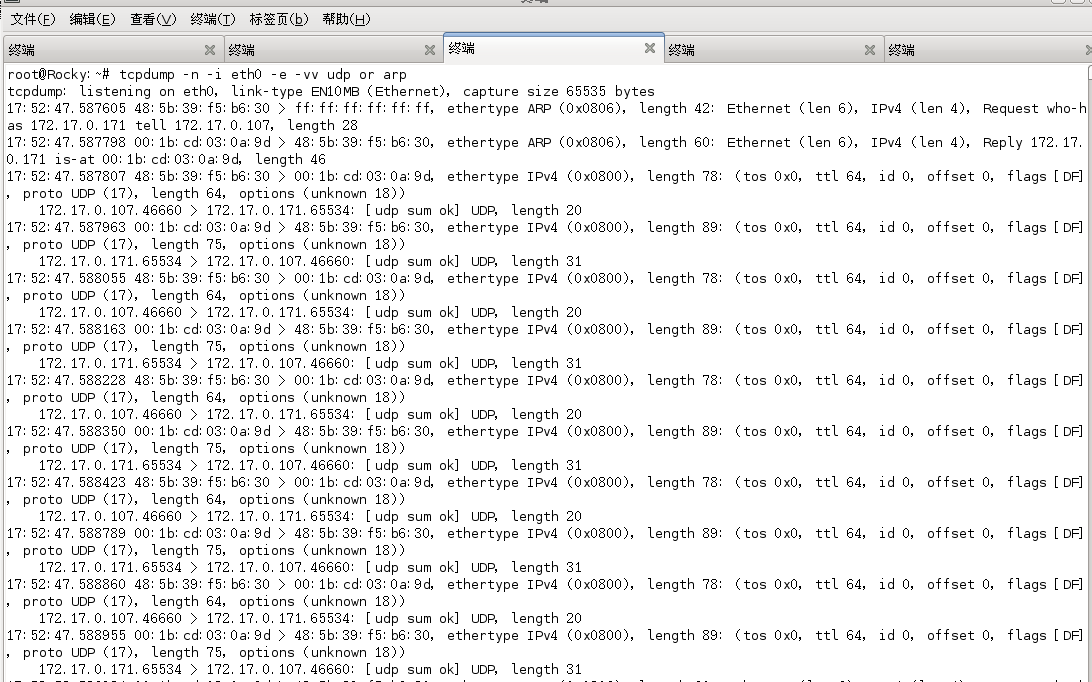 终端
文件(F) 编辑(E) 查看(V) 终端(T) 标签页(b) 帮助(H)
终端 终端 终端 终端 终端
root@Rocky:~# tcpdump -n -i eth0 -e -vv udp or arp
tcpdump: listening on eth0, link-type EN10MB (Ethernet), capture size 65535 bytes
17:52:47.587605 48:5b:39:f5:b6:30 > ff:ff:ff:ff:ff:ff, ethertype ARP (0x0806), length 42: Ethernet (len 6), IPv4 (len 4), Request who-h
as 172.17.0.171 tell 172.17.0.107, length 28
17:52:47.587798 00:1b:cd:03:0a:9d > 48:5b:39:f5:b6:30, ethertype ARP (0x0806), length 60: Ethernet (len 6), IPv4 (len 4), Reply 172.17.
0.171 is-at 00:1b:cd:03:0a:9d, length 46
17:52:47.587807 48:5b:39:f5:b6:30 > 00:1b:cd:03:0a:9d, ethertype IPv4 (0x0800), length 78: (tos 0x0, ttl 64, id 0, offset 0, flags [DF]
, proto UDP (17), length 64, options (unknown 18))
172.17.0.107.46660 > 172.17.0.171.65534: [udp sum ok] UDP, length 20
17:52:47.587963 00:1b:cd:03:0a:9d > 48:5b:39:f5:b6:30, ethertype IPv4 (0x0800), length 89: (tos 0x0, ttl 64, id 0, offset 0, flags [DF]
, proto UDP (17), length 75, options (unknown 18))
172.17.0.171.65534 > 172.17.0.107.46660: [udp sum ok] UDP, length 31
17:52:47.588055 48:5b:39:f5:b6:30 > 00:1b:cd:03:0a:9d, ethertype IPv4 (0x0800), length 78: (tos 0x0, ttl 64, id 0, offset 0, flags [DF]
, proto UDP (17), length 64, options (unknown 18))
172.17.0.107.46660 > 172.17.0.171.65534: [udp sum ok] UDP, length 20
17:52:47.588163 00:1b:cd:03:0a:9d > 48:5b:39:f5:b6:30, ethertype IPv4 (0x0800), length 89: (tos 0x0, ttl 64, id 0, offset 0, flags [DF]
, proto UDP (17), length 75, options (unknown 18))
172.17.0.171.65534 > 172.17.0.107.46660: [udp sum ok] UDP, length 31
17:52:47.588228 48:5b:39:f5:b6:30 > 00:1b:cd:03:0a:9d, ethertype IPv4 (0x0800), length 78: (tos 0x0, ttl 64, id 0, offset 0, flags [DF]
, proto UDP (17), length 64, options (unknown 18))
172.17.0.107.46660 > 172.17.0.171.65534: [udp sum ok] UDP, length 20
17:52:47.588350 00:1b:cd:03:0a:9d > 48:5b:39:f5:b6:30, ethertype IPv4 (0x0800), length 89: (tos 0x0, ttl 64, id 0, offset 0, flags [DF]
, proto UDP (17), length 75, options (unknown 18))
172.17.0.171.65534 > 172.17.0.107.46660: [udp sum ok] UDP, length 31
17:52:47.588423 48:5b:39:f5:b6:30 > 00:1b:cd:03:0a:9d, ethertype IPv4 (0x0800), length 78: (tos 0x0, ttl 64, id 0, offset 0, flags [DF]
, proto UDP (17), length 64, options (unknown 18))
172.17.0.107.46660 > 172.17.0.171.65534: [udp sum ok] UDP, length 20
17:52:47.588789 00:1b:cd:03:0a:9d > 48:5b:39:f5:b6:30, ethertype IPv4 (0x0800), length 89: (tos 0x0, ttl 64, id 0, offset 0, flags [DF]
, proto UDP (17), length 75, options (unknown 18))
172.17.0.171.65534 > 172.17.0.107.46660: [udp sum ok] UDP, length 31
17:52:47.588860 48:5b:39:f5:b6:30 > 00:1b:cd:03:0a:9d, ethertype IPv4 (0x0800), length 78: (tos 0x0, ttl 64, id 0, offset 0, flags [DF]
, proto UDP (17), length 64, options (unknown 18))
172.17.0.107.46660 > 172.17.0.171.65534: [udp sum ok] UDP, length 20
17:52:47.588955 00:1b:cd:03:0a:9d > 48:5b:39:f5:b6:30, ethertype IPv4 (0x0800), length 89: (tos 0x0, ttl 64, id 0, offset 0, flags [DF]
, proto UDP (17), length 75, options (unknown 18))
172.17.0.171.65534 > 172.17.0.107.46660: [udp sum ok] UDP, length 31